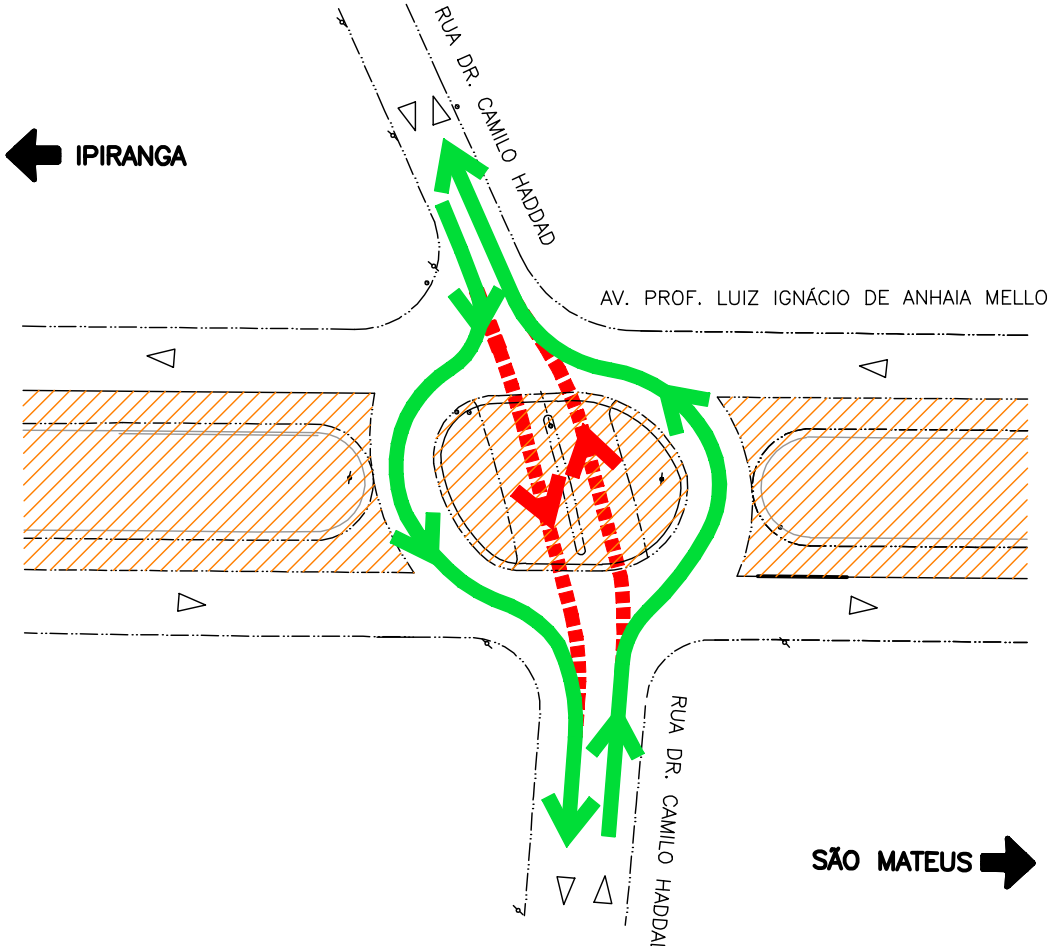 RUA DR. CAMILO HADDAD
IPIRANGA
AV. PROF. LUIZ IGNÁCIO DE ANHAIA MELLO
RUA DR. CAMILO HADDAD
SÃO MATEUS